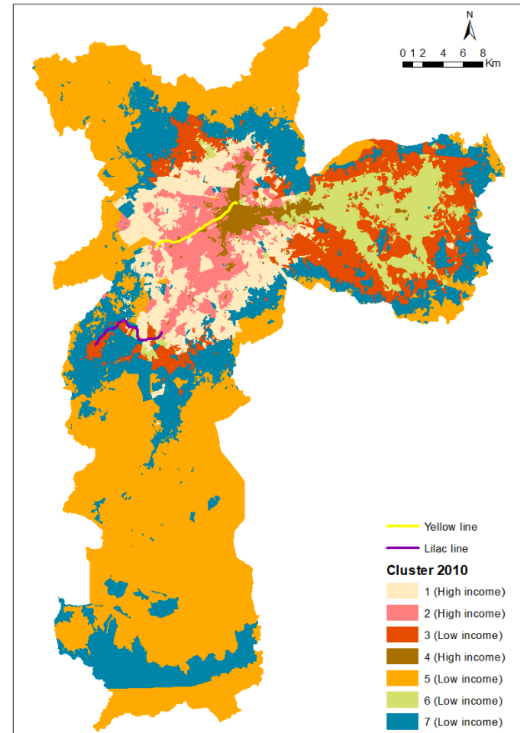 N
0 1 2 4 6 8
Km
Yellow line
Lilac line
Cluster 2010
1 (High income)
2 (High income)
3 (Low income)
4 (High income)
5 (Low income)
6 (Low income)
7 (Low income)